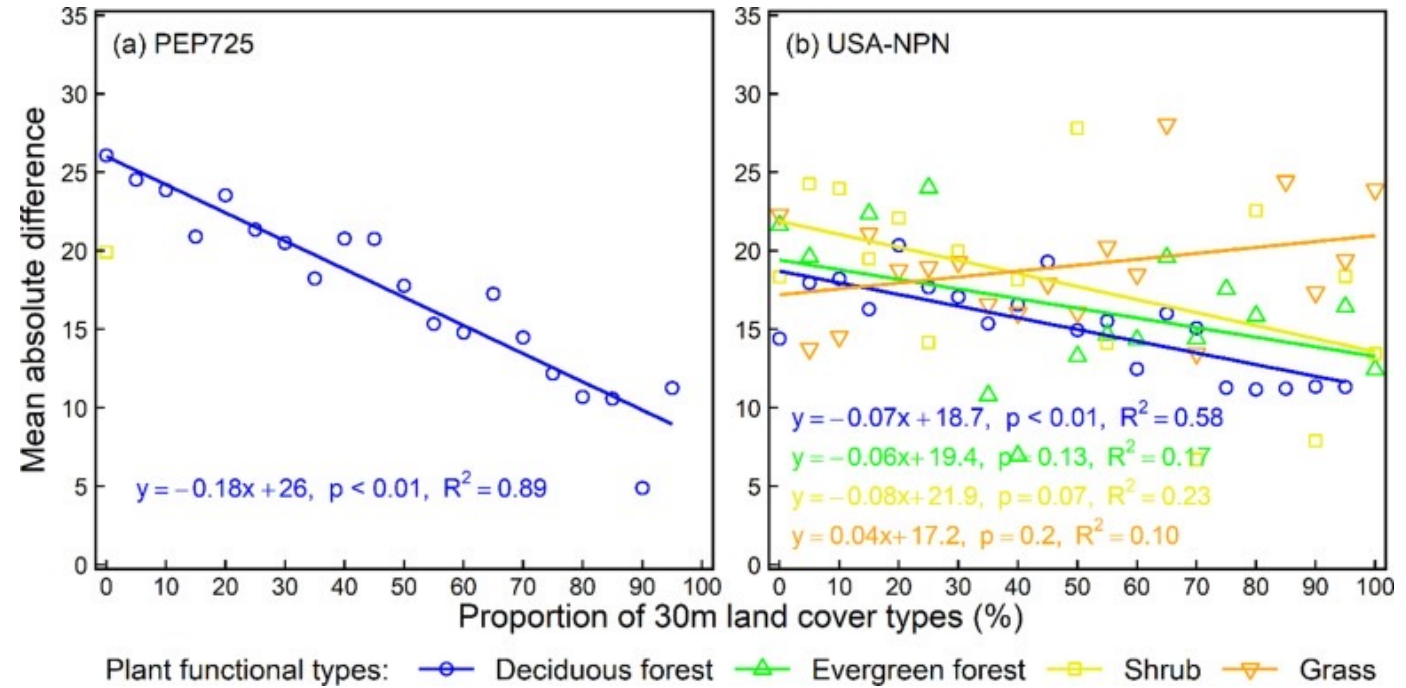 (a) PEP725
(b) USA-NPN
Mean absolute difference
35
30
25
20
15
10
5
0
y = −0.18x + 26, p < 0.01, R² = 0.89
0 10 20 30 40 50 60 70 80 90 100
35
30
25
20
15
10
5
0
y = −0.07x + 18.7, p < 0.01, R² = 0.58
y = −0.06x + 19.4, p = 0.13, R² = 0.17
y = −0.08x + 21.9, p = 0.07, R² = 0.23
y = 0.04x + 17.2, p = 0.2, R² = 0.10
0 10 20 30 40 50 60 70 80 90 100
Proportion of 30m land cover types (%)
Plant functional types: Deciduous forest Evergreen forest Shrub Grass